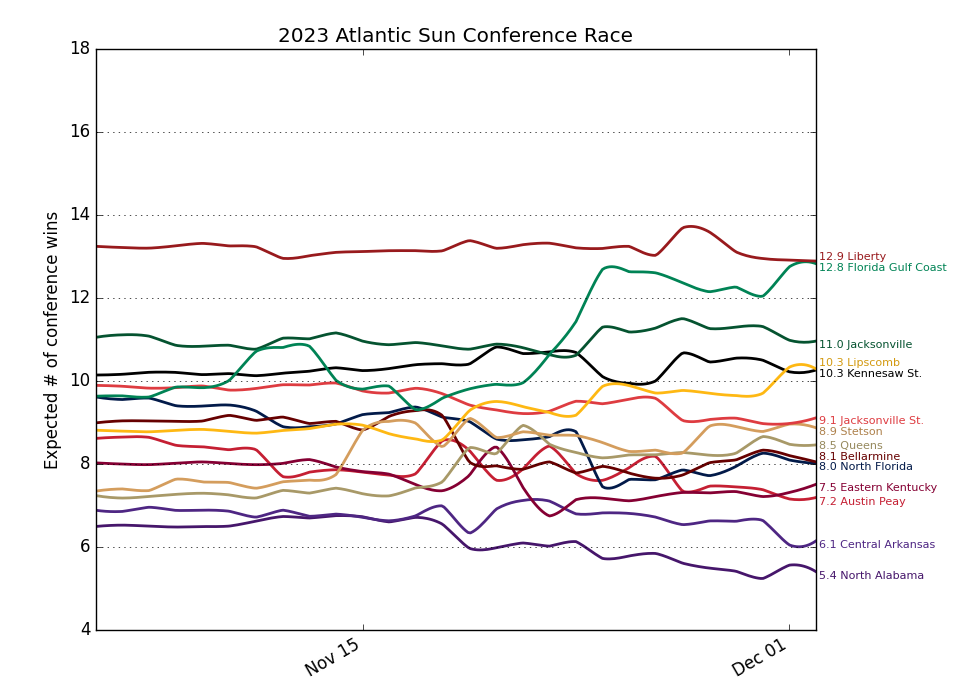 2023 Atlantic Sun Conference Race
Expected # of conference wins
18
16
14
12
10
8
6
4
Nov 15
Dec 01
12.9 Liberty
12.8 Florida Gulf Coast
11.0 Jacksonville
10.3 Lipscomb
10.3 Kennesaw St.
9.1 Jacksonville St.
8.9 Stetson
8.5 Queens
8.1 Bellarmine
8.0 North Florida
7.5 Eastern Kentucky
7.2 Austin Peay
6.1 Central Arkansas
5.4 North Alabama